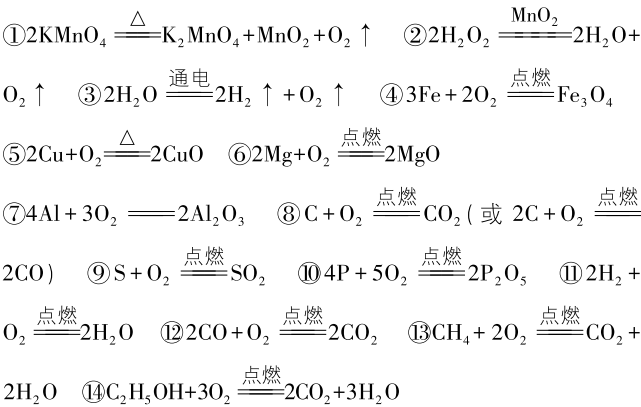 ①2KMnO₄ =△= K₂MnO₄+MnO₂+O₂↑ ②2H₂O₂ =MnO₂= 2H₂O+
O₂↑ ③2H₂O =通电= 2H₂↑+O₂↑ ④3Fe+2O₂ =点燃= Fe₃O₄
⑤2Cu+O₂ =△= 2CuO ⑥2Mg+O₂ =点燃= 2MgO
⑦4Al+3O₂ == 2Al₂O₃ ⑧C+O₂ =点燃= CO₂(或 2C+O₂ =点燃=
2CO) ⑨S+O₂ =点燃= SO₂ ⑩4P+5O₂ =点燃= 2P₂O₅ ⑪2H₂+
O₂ =点燃= 2H₂O ⑫2CO+O₂ =点燃= 2CO₂ ⑬CH₄+2O₂ =点燃= CO₂+
2H₂O ⑭C₂H₅OH+3O₂ =点燃= 2CO₂+3H₂O